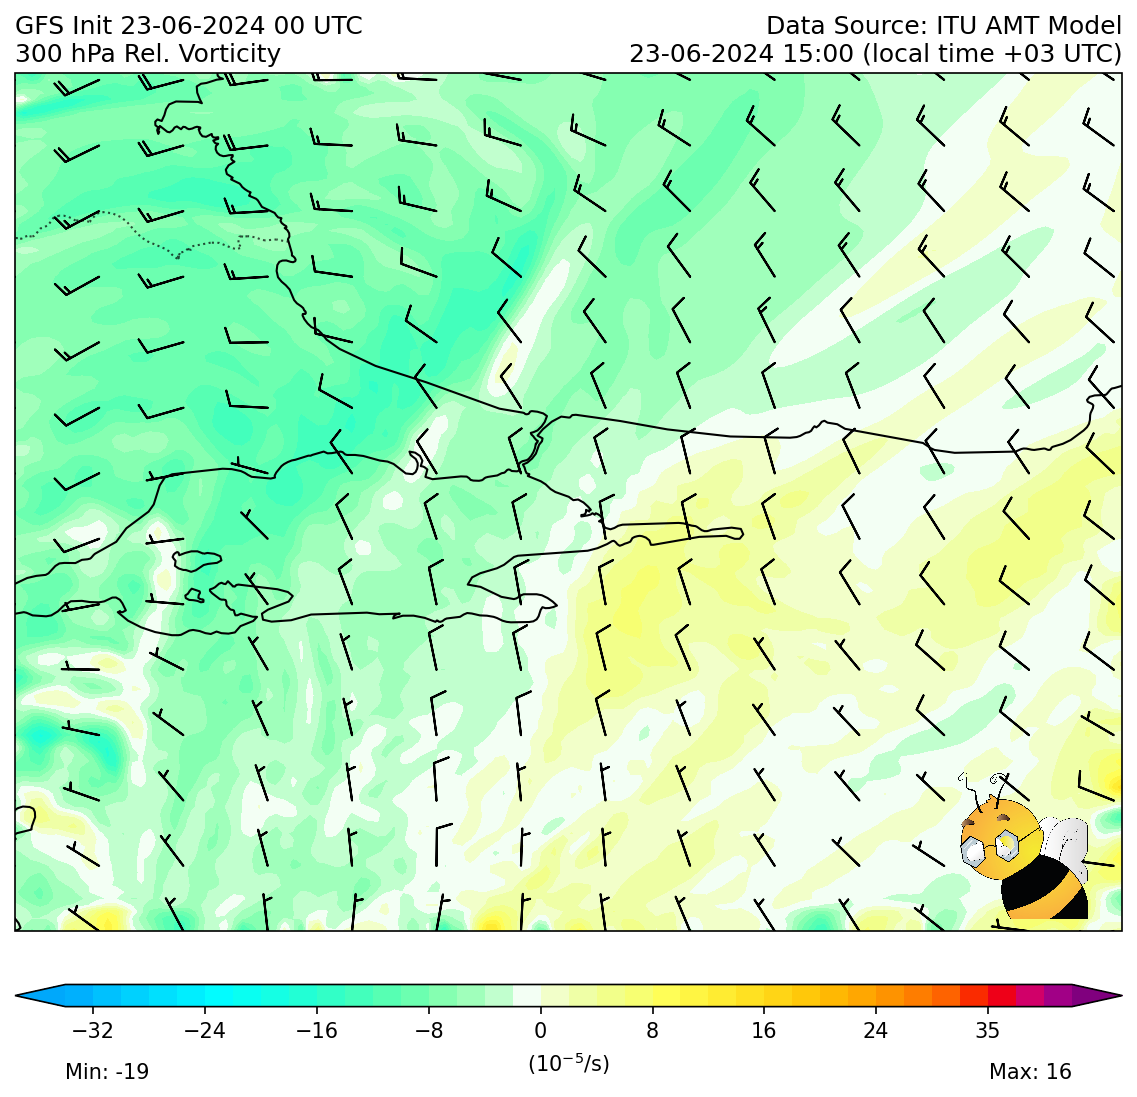 GFS Init 23-06-2024 00 UTC
Data Source: ITU AMT Model
300 hPa Rel. Vorticity
23-06-2024 15:00 (local time +03 UTC)
−32 −24 −16 −8 0 8 16 24 35
(10⁻⁵/s)
Min: -19
Max: 16